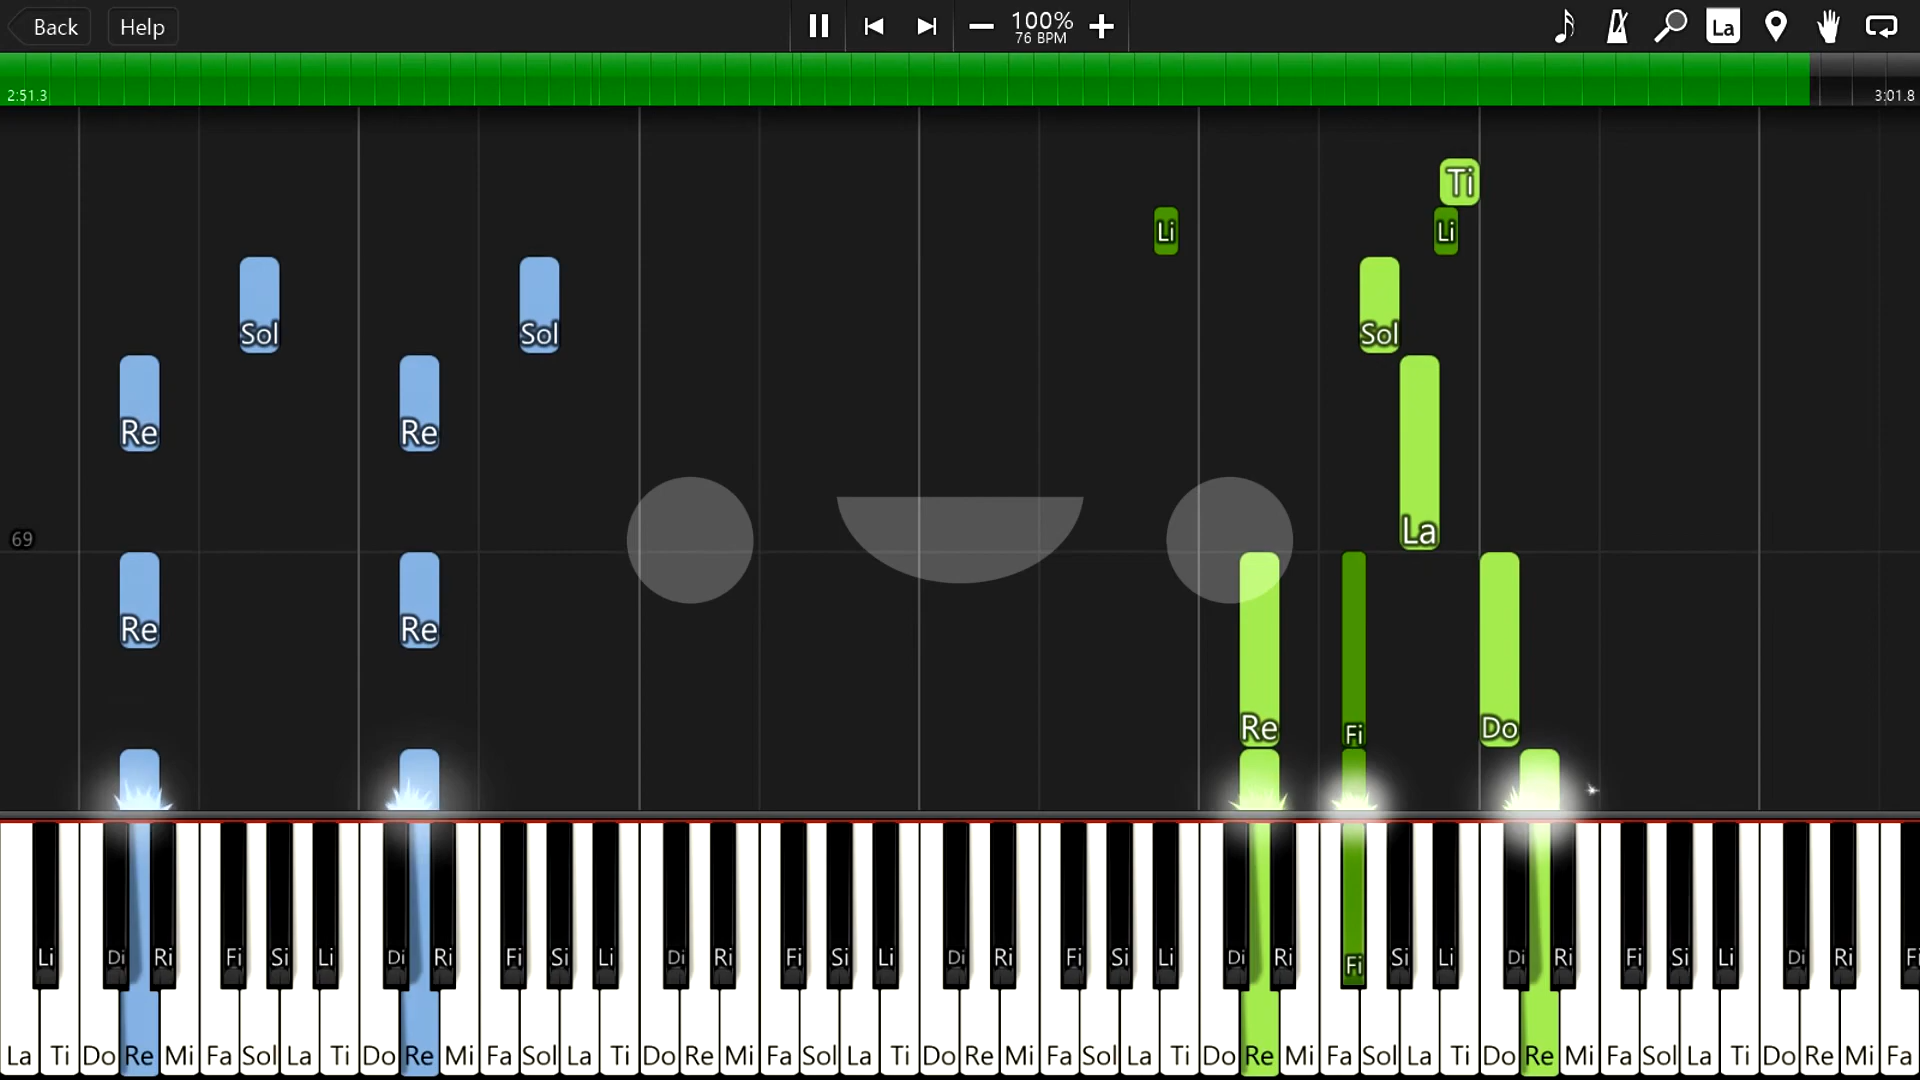 Back Help 100% La
76 BPM
2:51.3 3:01.8
Ti
Li Li
Sol Sol Sol
Re Re
La
69
Re Re
Re Fi Do
Li Di Ri Fi Si Li Di Ri Fi Si Li Di Ri Fi Si Li Di Ri Fi Si Li Di Ri Fi Si Li Di Ri Fi Si Li Di Ri Fi
La Ti Do Re Mi Fa Sol La Ti Do Re Mi Fa Sol La Ti Do Re Mi Fa Sol La Ti Do Re Mi Fa Sol La Ti Do Re Mi Fa Sol La Ti Do Re Mi Fa Sol La Ti Do Re Mi Fa